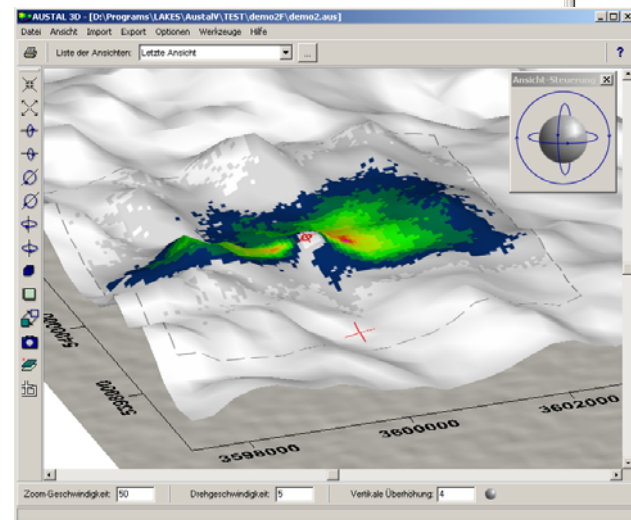 AUSTAL 3D - [D:\Programs\LAKES\AustalV\TEST\demo2F\demo2.aus]
Datei Ansicht Import Export Optionen Werkzeuge Hilfe
Liste der Ansichten: Letzte Ansicht ... ?
Ansicht-Steuerung
5400000
5398000
3598000
3600000
3602000
Zoom-Geschwindigkeit: 50 Drehgeschwindigkeit: 5 Vertikale Überhöhung: 4